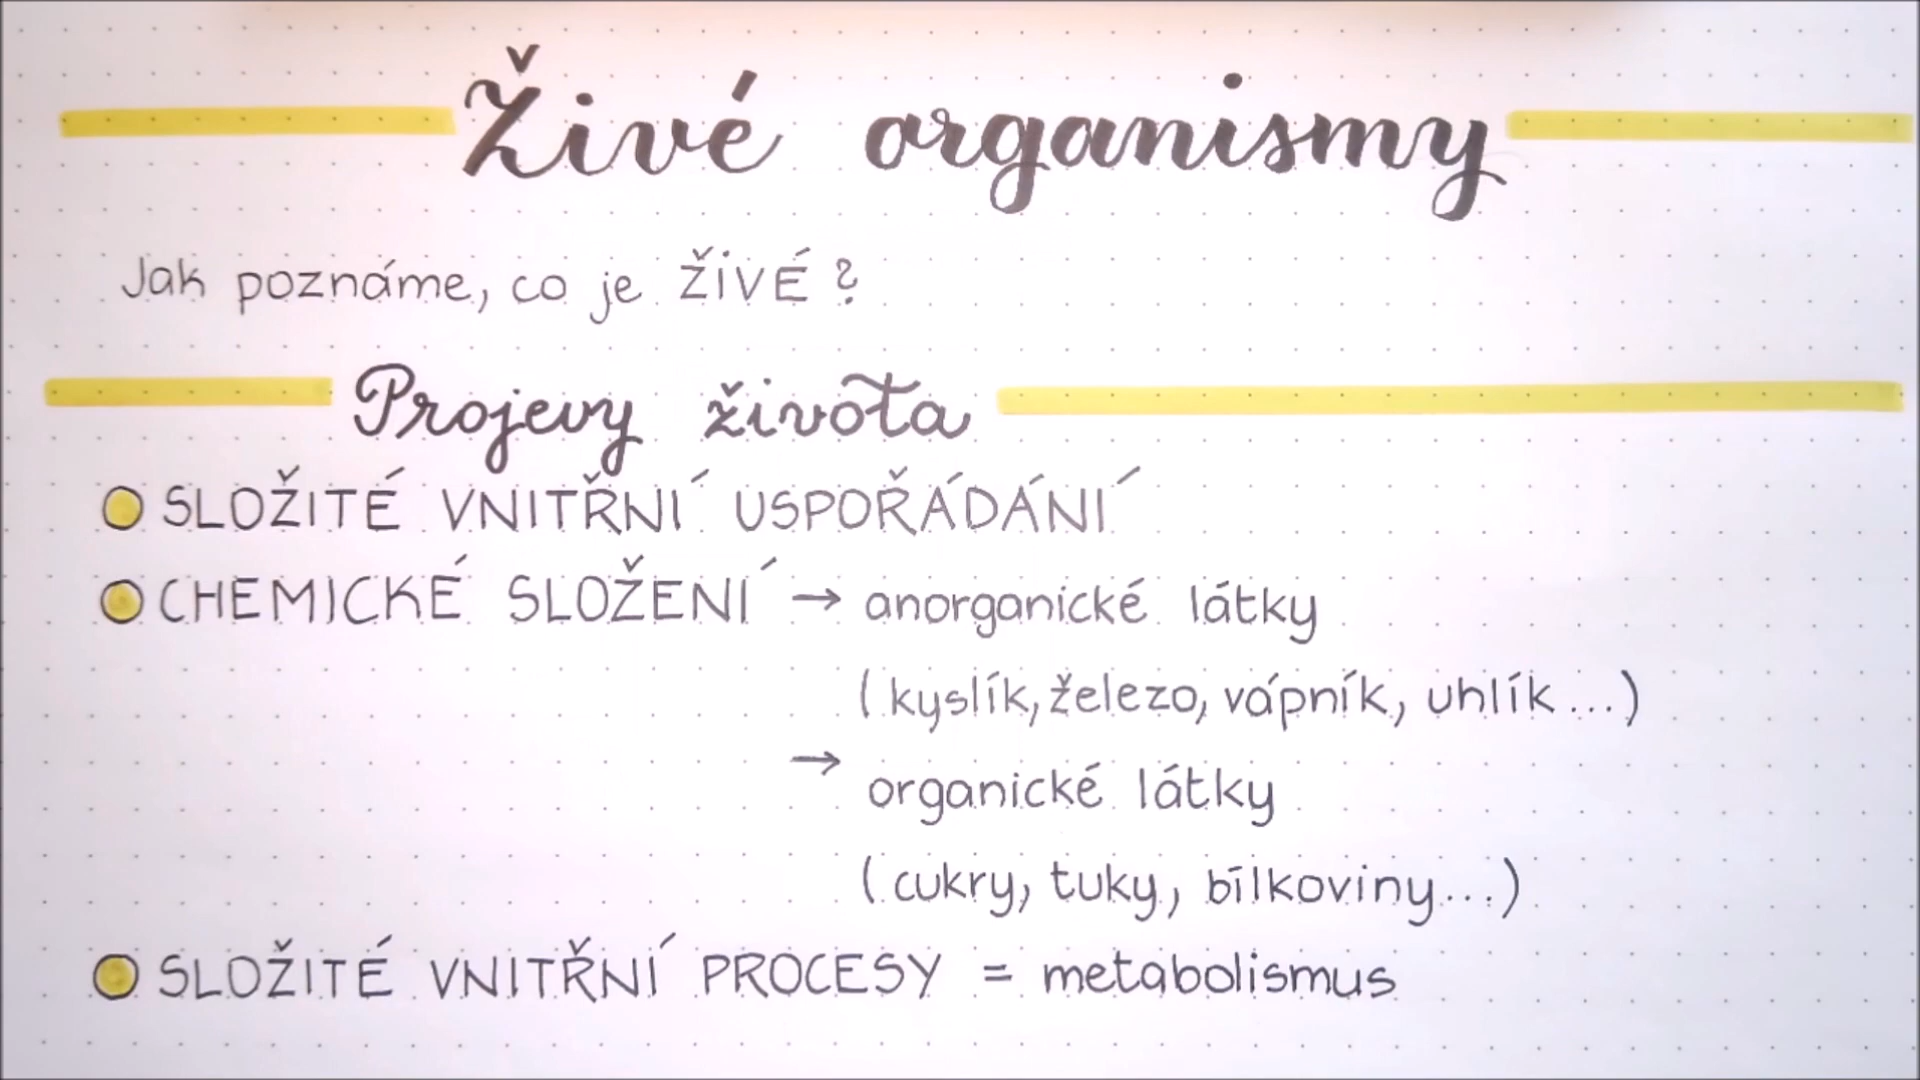 Živé organismy
Jak poznáme, co je ŽIVÉ?
Projevy života
SLOŽITÉ VNITŘNÍ USPOŘÁDÁNÍ
CHEMICKÉ SLOŽENÍ → anorganické látky
(kyslík, železo, vápník, uhlík...)
→ organické látky
(cukry, tuky, bílkoviny...)
SLOŽITÉ VNITŘNÍ PROCESY = metabolismus